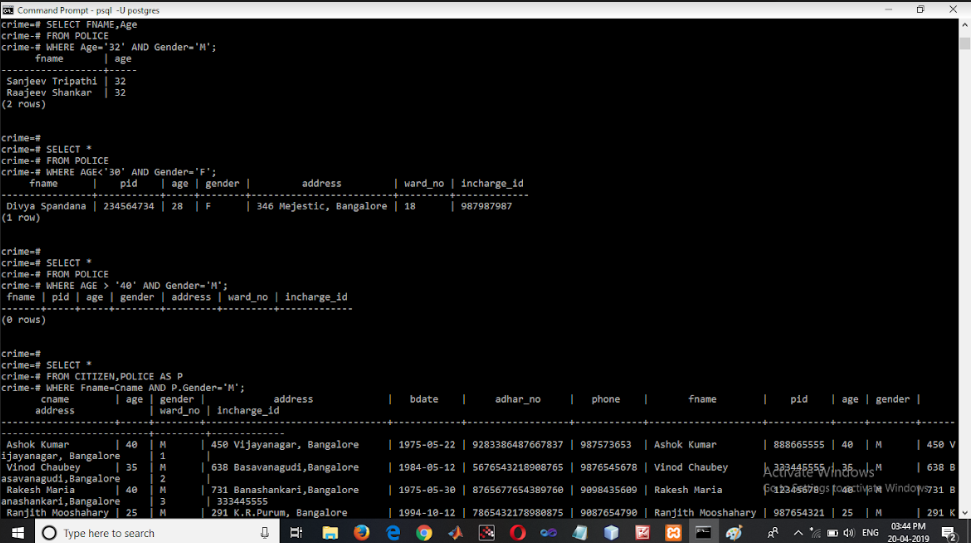 Command Prompt - psql -U postgres
crime=# SELECT FNAME,Age
crime-# FROM POLICE
crime-# WHERE Age='32' AND Gender='M';
fname | age
------------------+-----
Sanjeev Tripathi | 32
Raajeev Shankar | 32
(2 rows)
crime=#
crime=# SELECT *
crime-# FROM POLICE
crime-# WHERE AGE<'30' AND Gender='F';
fname | pid | age | gender | address | ward_no | incharge_id
Divya Spandana | 234564734 | 28 | F | 346 Mejestic, Bangalore | 18 | 987987987
(1 row)
crime=#
crime=# SELECT *
crime-# FROM POLICE
crime-# WHERE AGE > '40' AND Gender='M';
fname | pid | age | gender | address | ward_no | incharge_id
(0 rows)
crime=#
crime=# SELECT *
crime-# FROM CITIZEN,POLICE AS P
crime-# WHERE Fname=Cname AND P.Gender='M';
cname | age | gender | address | bdate | adhar_no | phone | fname | pid | age | gender |
address | ward_no | incharge_id
Ashok Kumar | 40 | M | 450 Vijayanagar, Bangalore | 1975-05-22 | 9283386487667837 | 987573653 | Ashok Kumar | 888665555 | 40 | M | 450 V
ijayanagar, Bangalore | 1 |
Vinod Chaubey | 35 | M | 638 Basavanagudi,Bangalore | 1984-05-12 | 5676543218908765 | 9876545678 | Vinod Chaubey | 333445555 | 35 | M | 638 B
asavanagudi,Bangalore | 2 |
Rakesh Maria | 40 | M | 731 Banashankari,Bangalore | 1975-05-30 | 8765677654389760 | 9098435609 | Rakesh Maria | 12345678 | 40 | M | 731 B
anashankari,Bangalore | 3 | 333445555
Ranjith Mooshahary | 25 | M | 291 K.R.Purum, Bangalore | 1994-10-12 | 7865432178980875 | 9087654790 | Ranjith Mooshahary | 987654321 | 25 | M | 291 K
Activate Windows
Go to Settings to activate Windows.
Type here to search
ENG
03:44 PM
20-04-2019
2